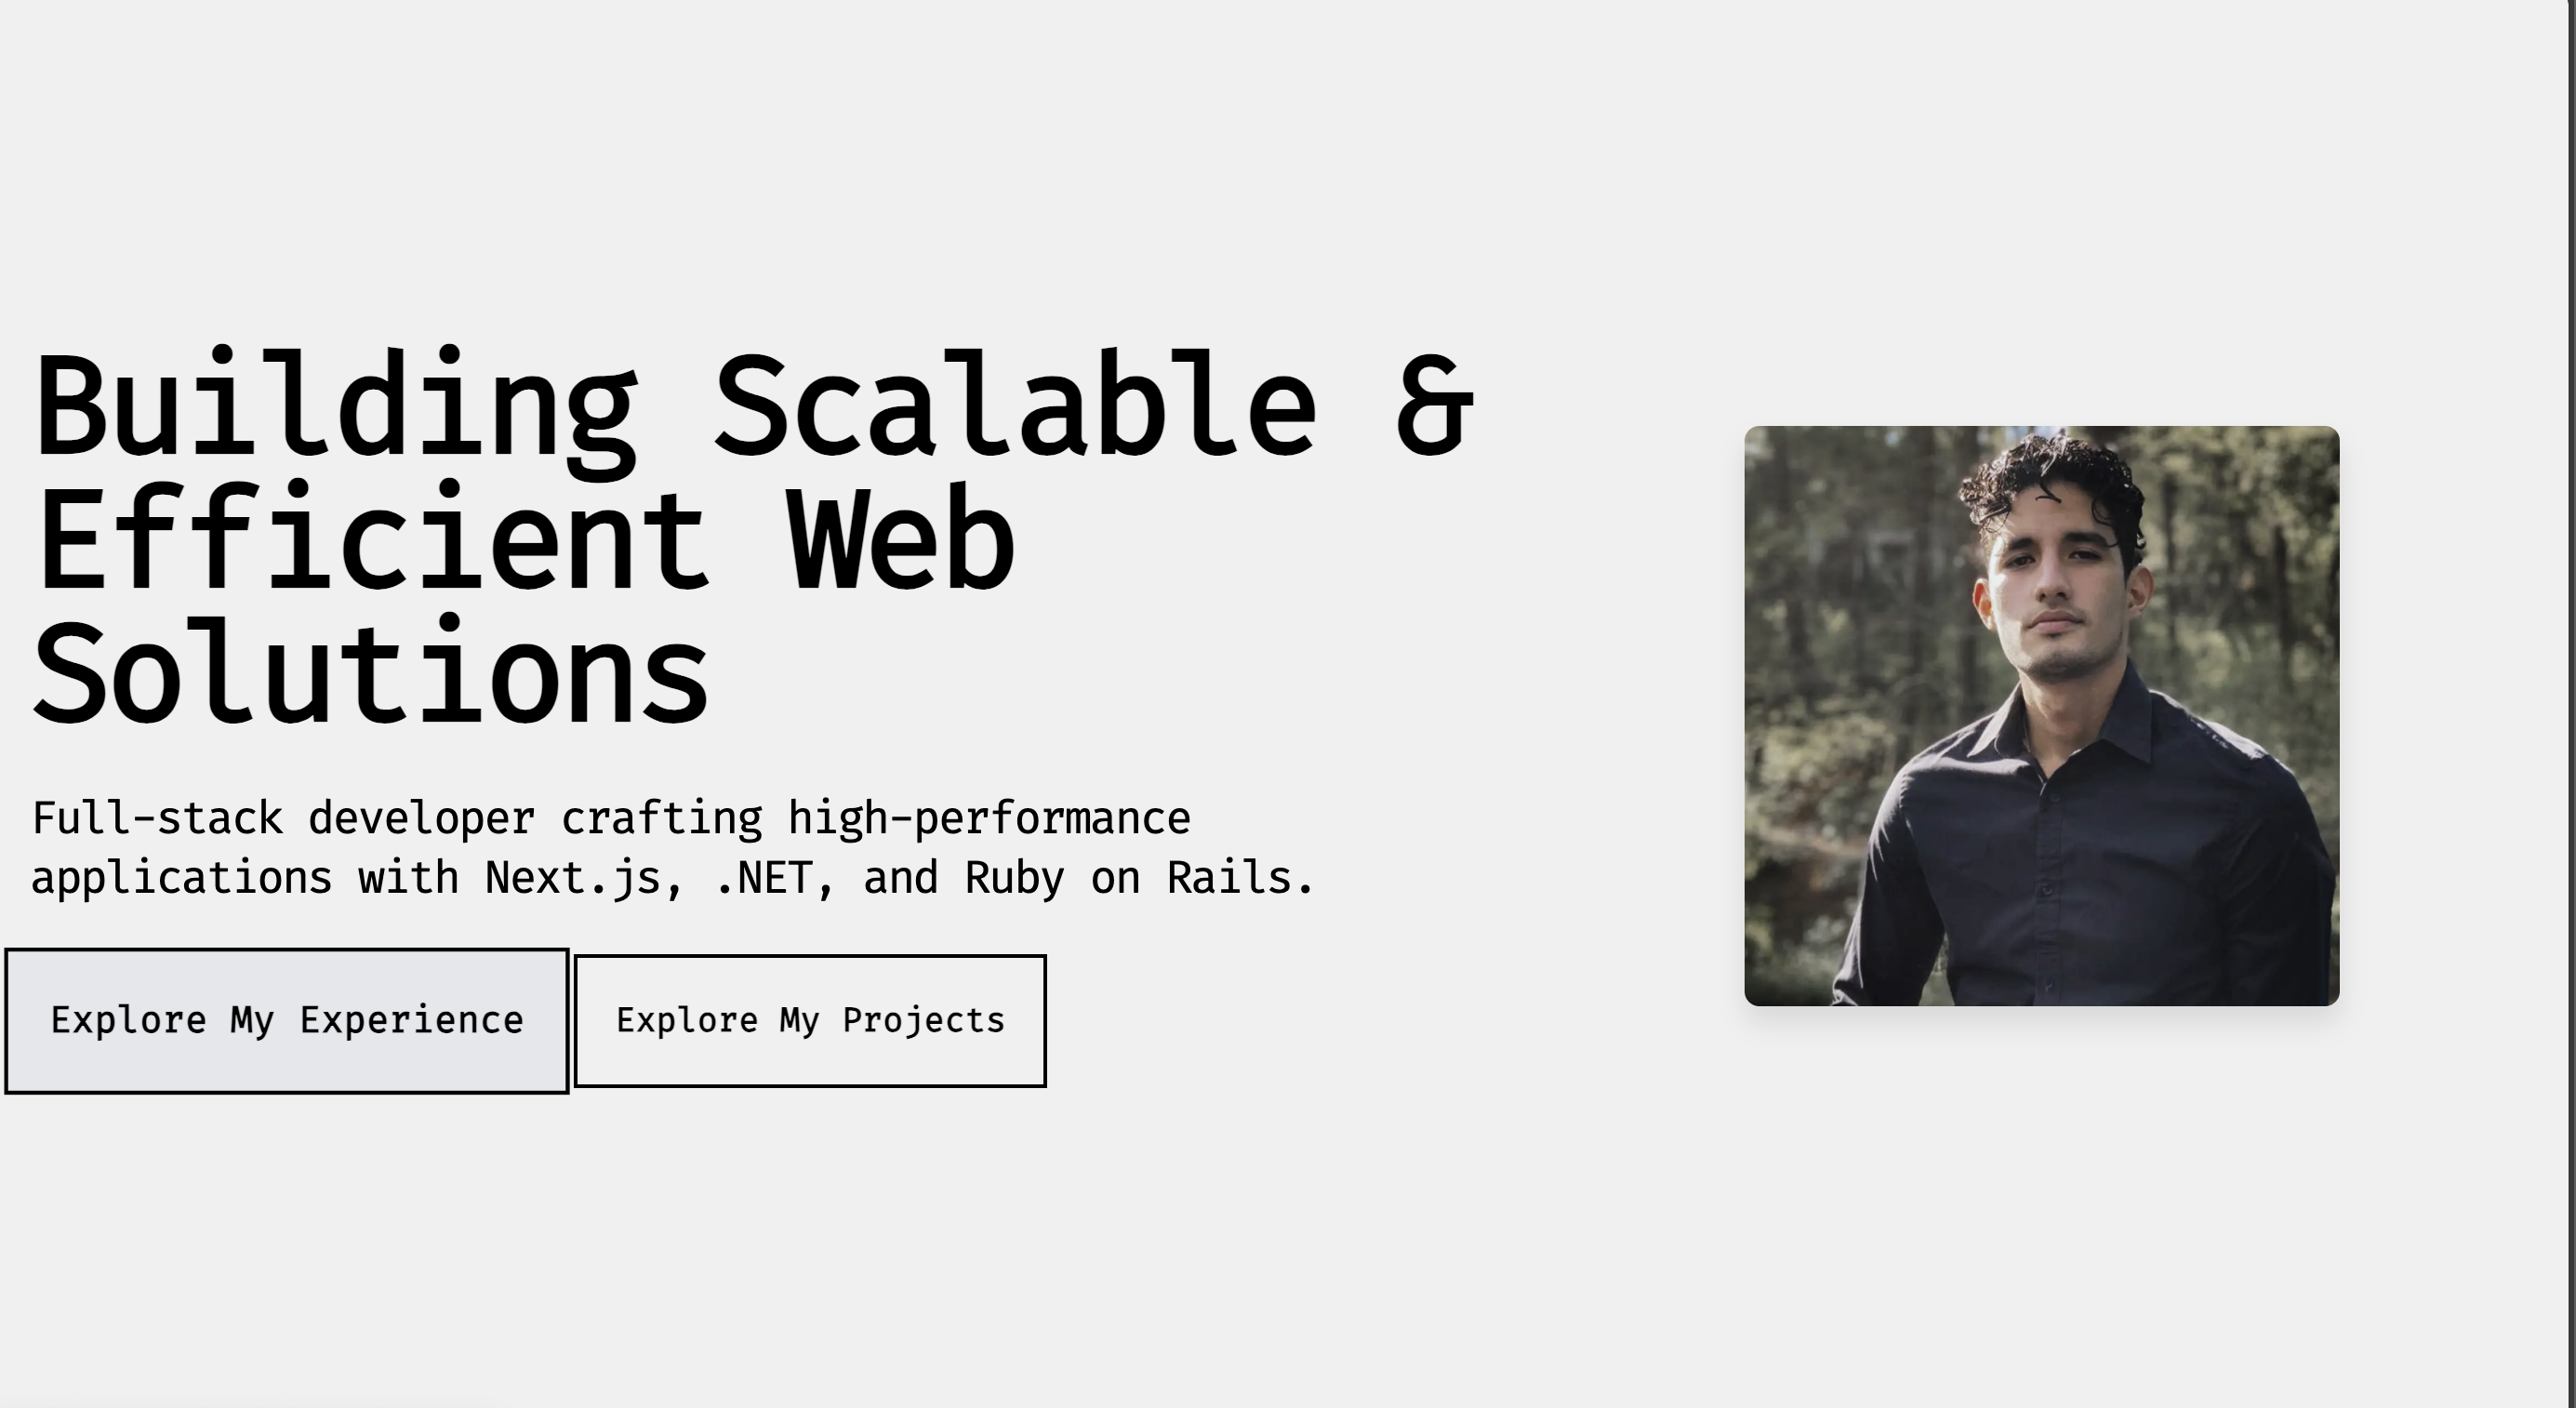 Building Scalable &
Efficient Web
Solutions
Full-stack developer crafting high-performance
applications with Next.js, .NET, and Ruby on Rails.
Explore My Experience
Explore My Projects